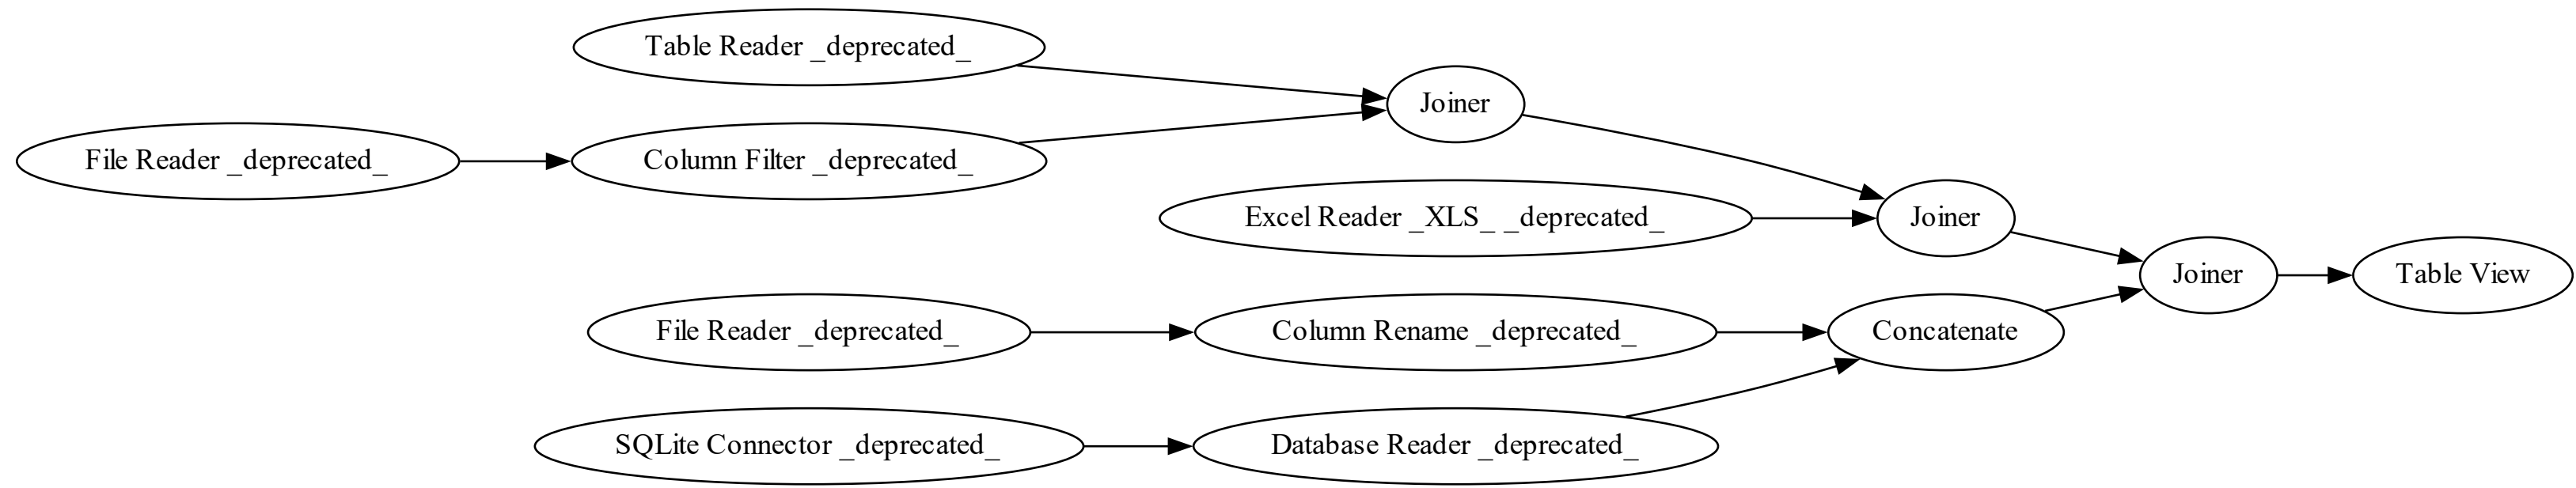 Table Reader _deprecated_
File Reader _deprecated_
Column Filter _deprecated_
Joiner
Excel Reader _XLS_ _deprecated_
Joiner
Joiner
Table View
File Reader _deprecated_
Column Rename _deprecated_
Concatenate
SQLite Connector _deprecated_
Database Reader _deprecated_